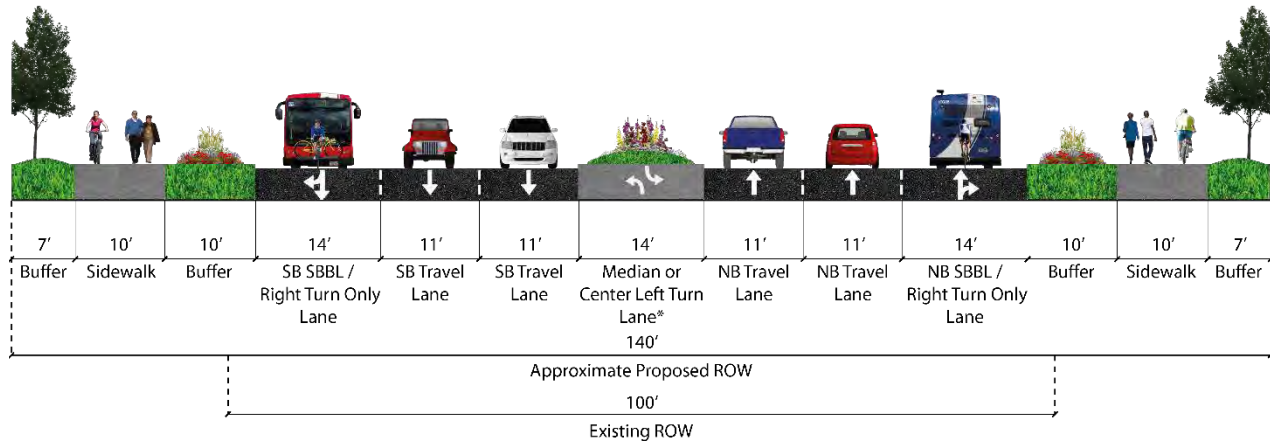 7' 10' 10' 14' 11' 11' 14' 11' 11' 14' 10' 10' 7'
Buffer Sidewalk Buffer SB SBBL / SB Travel SB Travel Median or NB Travel NB Travel NB SBBL / Buffer Sidewalk Buffer
Right Turn Only Lane Lane Center Left Turn Lane Lane Right Turn Only
Lane Lane* Lane
140'
Approximate Proposed ROW
100'
Existing ROW